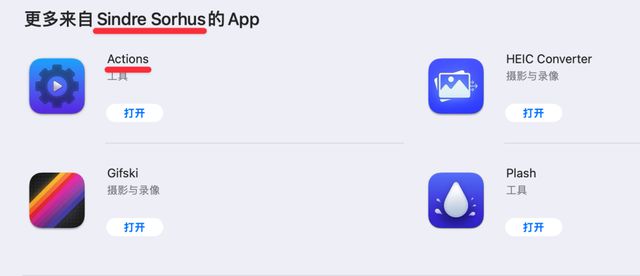 更多来自 Sindre Sorhus 的 App
Actions
工具
打开
HEIC Converter
摄影与录像
打开
Gifski
摄影与录像
打开
Plash
工具
打开